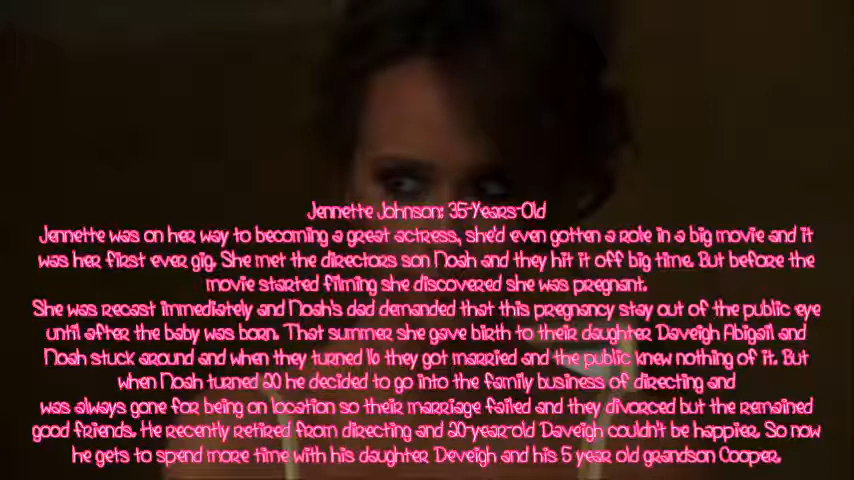 Jennette Johnson: 35-Years-Old
Jennette was on her way to becoming a great actress, she'd even gotten a role in a big movie and it
was her first ever gig. She met the directors son Noah and they hit it off big time. But before the
movie started filming she discovered she was pregnant.
She was recast immediately and Noah's dad demanded that this pregnancy stay out of the public eye
until after the baby was born. That summer she gave birth to their daughter Daveigh Abigail and
Noah stuck around and when they turned 16 they got married and the public knew nothing of it. But
when Noah turned 20 he decided to go into the family business of directing and
was always gone for being on location so their marriage failed and they divorced but the remained
good friends. He recently retired from directing and 20-year-old Daveigh couldn't be happier. So now
he gets to spend more time with his daughter Deveigh and his 5 year old grandson Cooper.